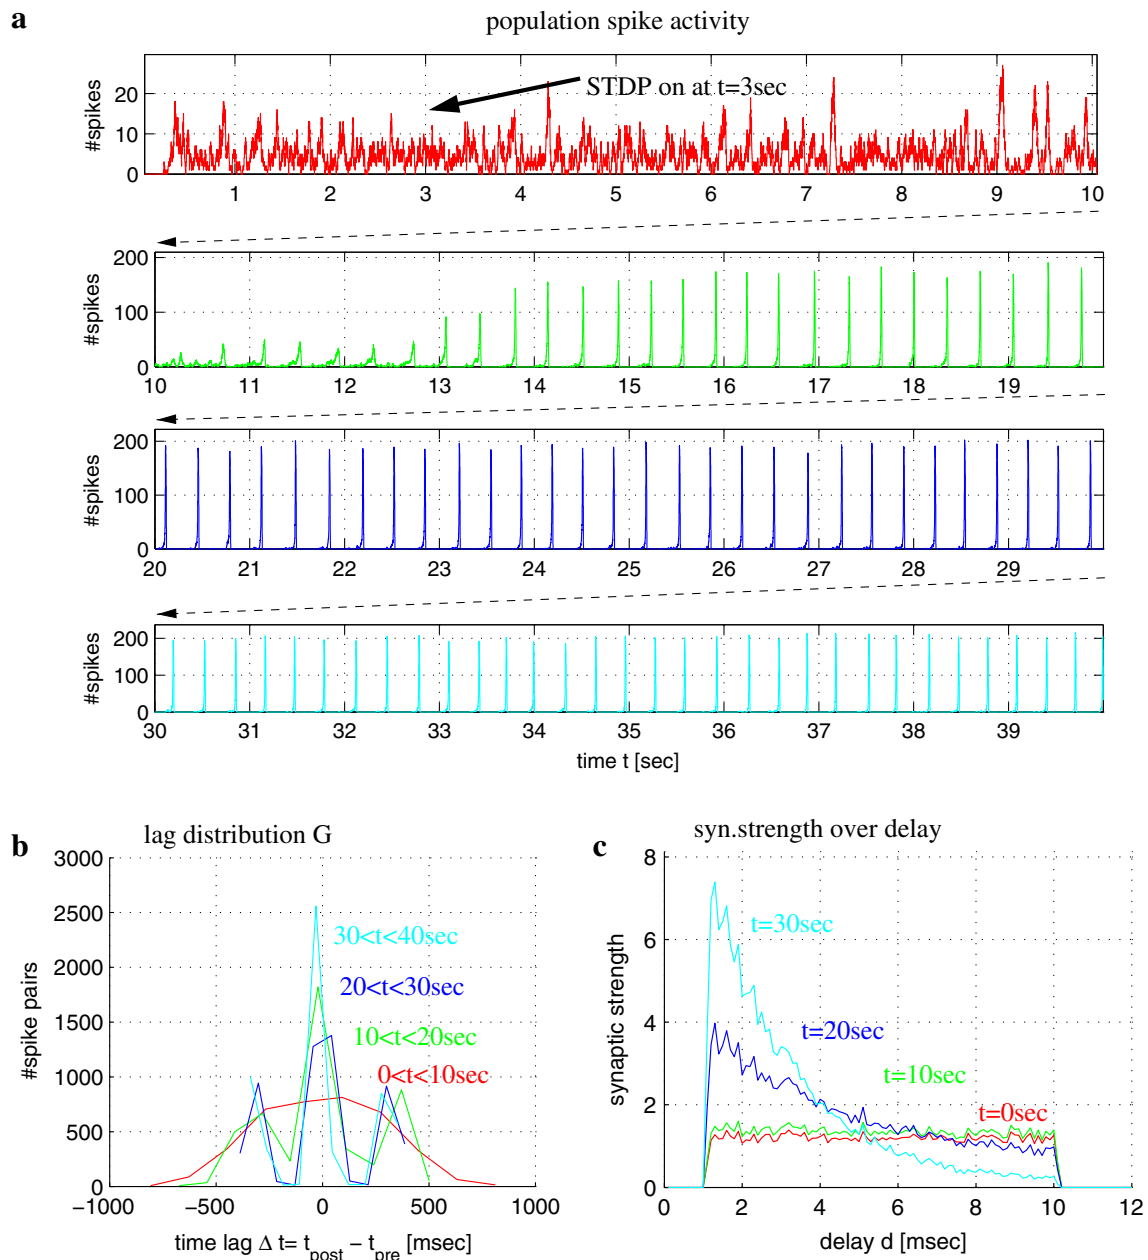 a
population spike activity
STDP on at t=3sec
#spikes
20
10
0
1 2 3 4 5 6 7 8 9 10
#spikes
200
100
0
10 11 12 13 14 15 16 17 18 19
#spikes
200
100
0
20 21 22 23 24 25 26 27 28 29
#spikes
200
100
0
30 31 32 33 34 35 36 37 38 39
time t [sec]
b
lag distribution G
#spike pairs
3000
2500
2000
1500
1000
500
0
30<t<40sec
20<t<30sec
10<t<20sec
0<t<10sec
−1000 −500 0 500 1000
time lag Δ t= t_post − t_pre [msec]
c
syn.strength over delay
synaptic strength
8
6
4
2
0
t=30sec
t=20sec
t=10sec
t=0sec
0 2 4 6 8 10 12
delay d [msec]